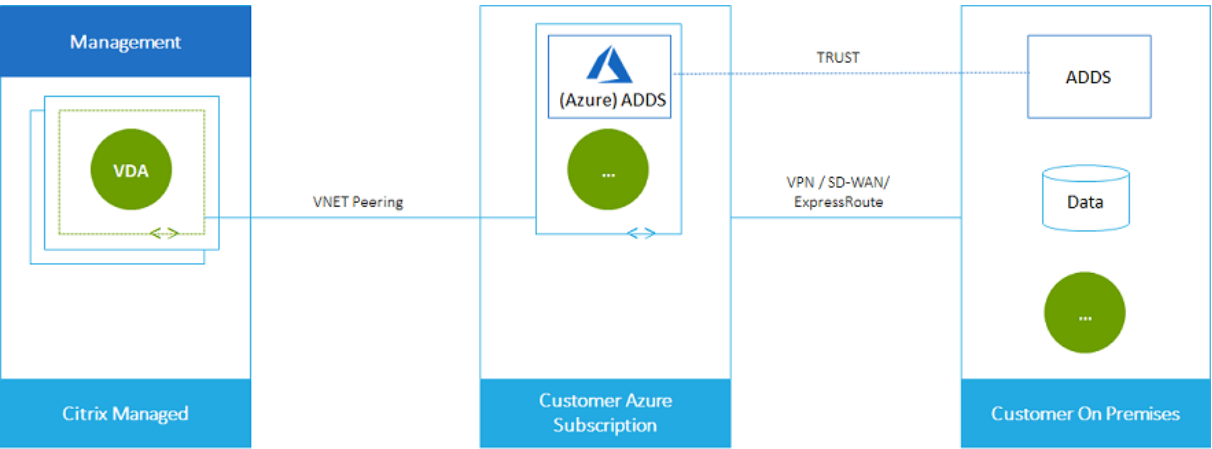 Management
VDA
Citrix Managed
VNET Peering
(Azure) ADDS
...
Customer Azure
Subscription
TRUST
VPN / SD-WAN/
ExpressRoute
ADDS
Data
...
Customer On Premises